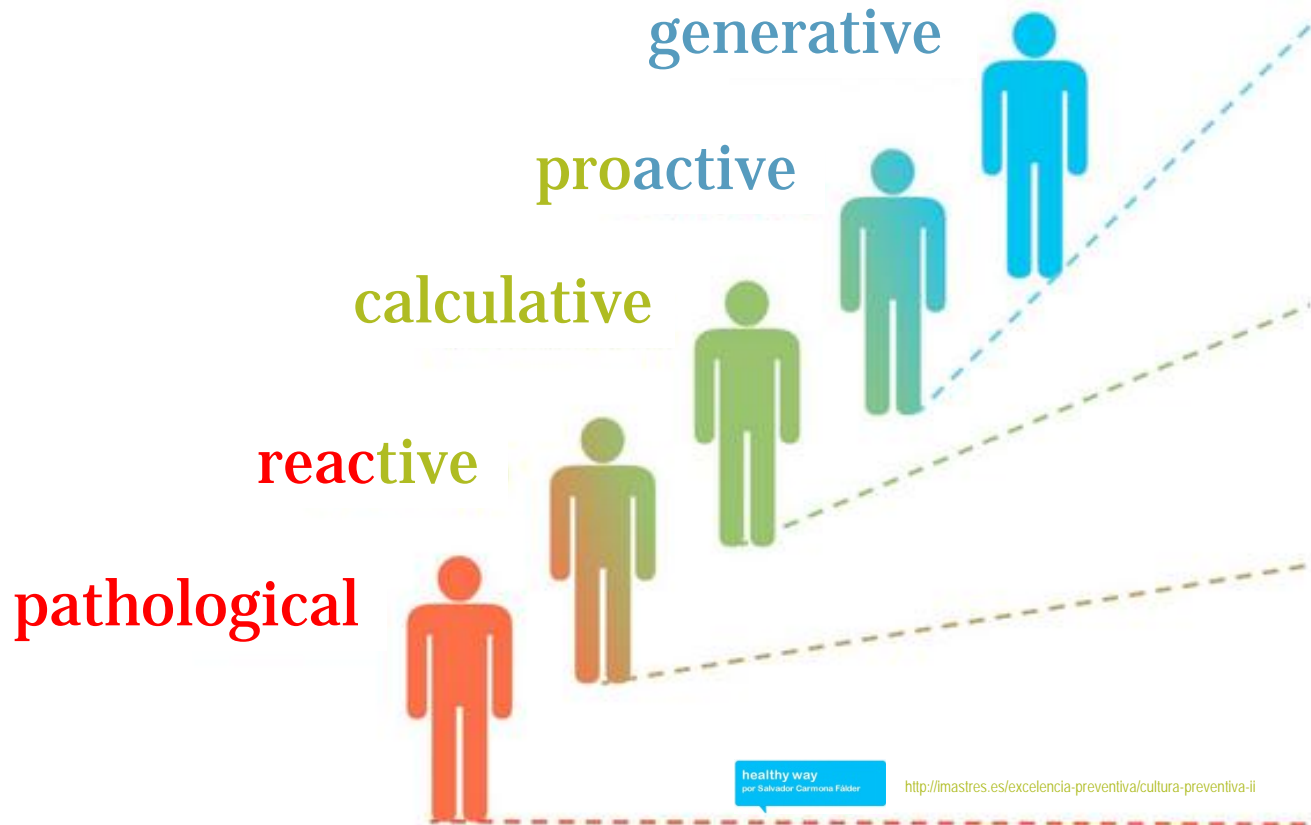 generative
proactive
calculative
reactive
pathological
healthy way
por Salvador Carmona Fálder
http://imastres.es/excelencia-preventiva/cultura-preventiva-ii